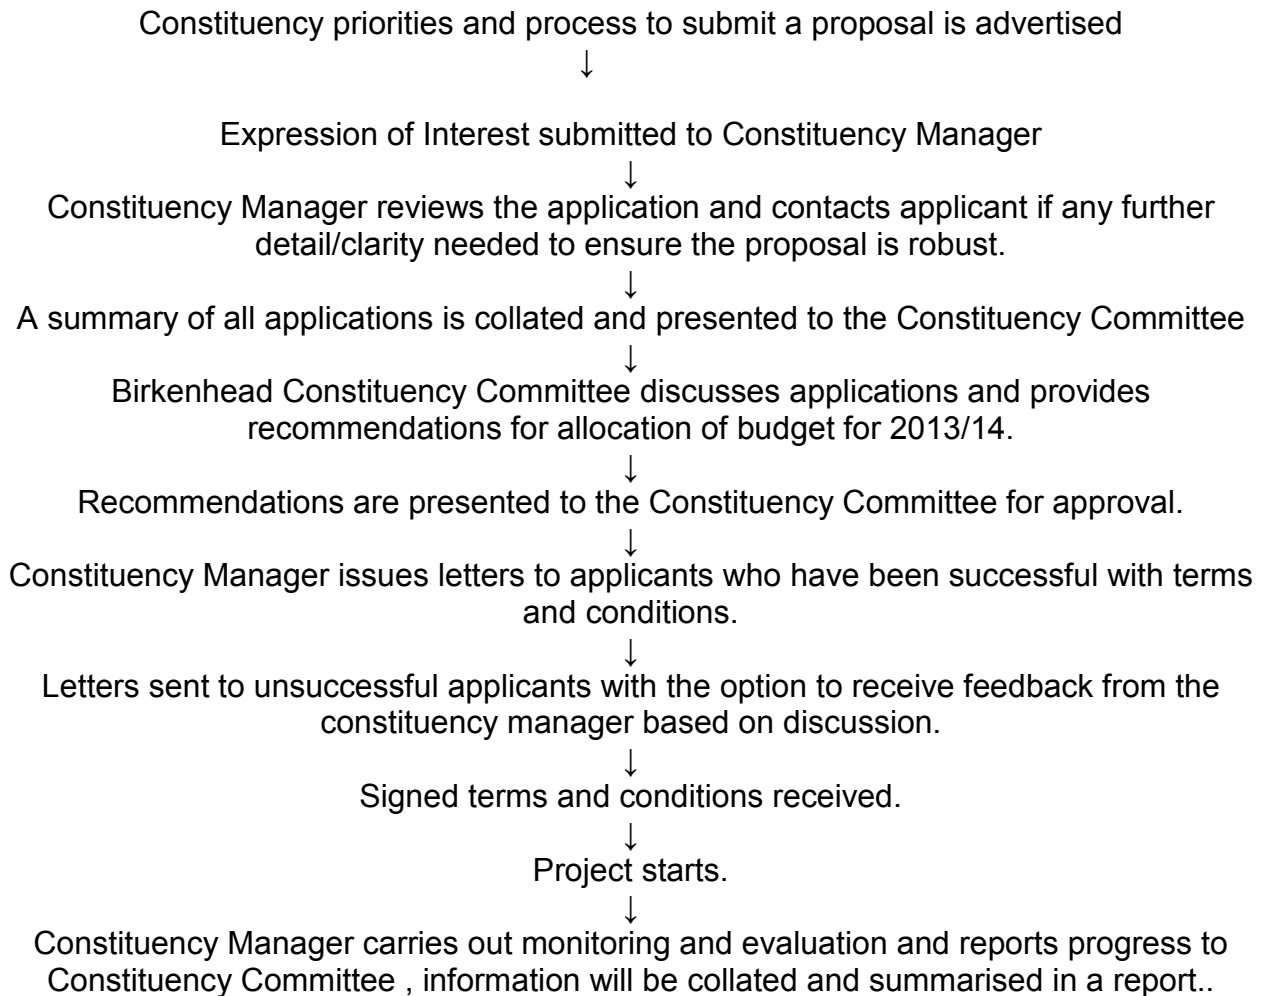 Constituency priorities and process to submit a proposal is advertised
↓
Expression of Interest submitted to Constituency Manager
↓
Constituency Manager reviews the application and contacts applicant if any further
detail/clarity needed to ensure the proposal is robust.
↓
A summary of all applications is collated and presented to the Constituency Committee
↓
Birkenhead Constituency Committee discusses applications and provides
recommendations for allocation of budget for 2013/14.
↓
Recommendations are presented to the Constituency Committee for approval.
↓
Constituency Manager issues letters to applicants who have been successful with terms
and conditions.
↓
Letters sent to unsuccessful applicants with the option to receive feedback from the
constituency manager based on discussion.
↓
Signed terms and conditions received.
↓
Project starts.
↓
Constituency Manager carries out monitoring and evaluation and reports progress to
Constituency Committee , information will be collated and summarised in a report..